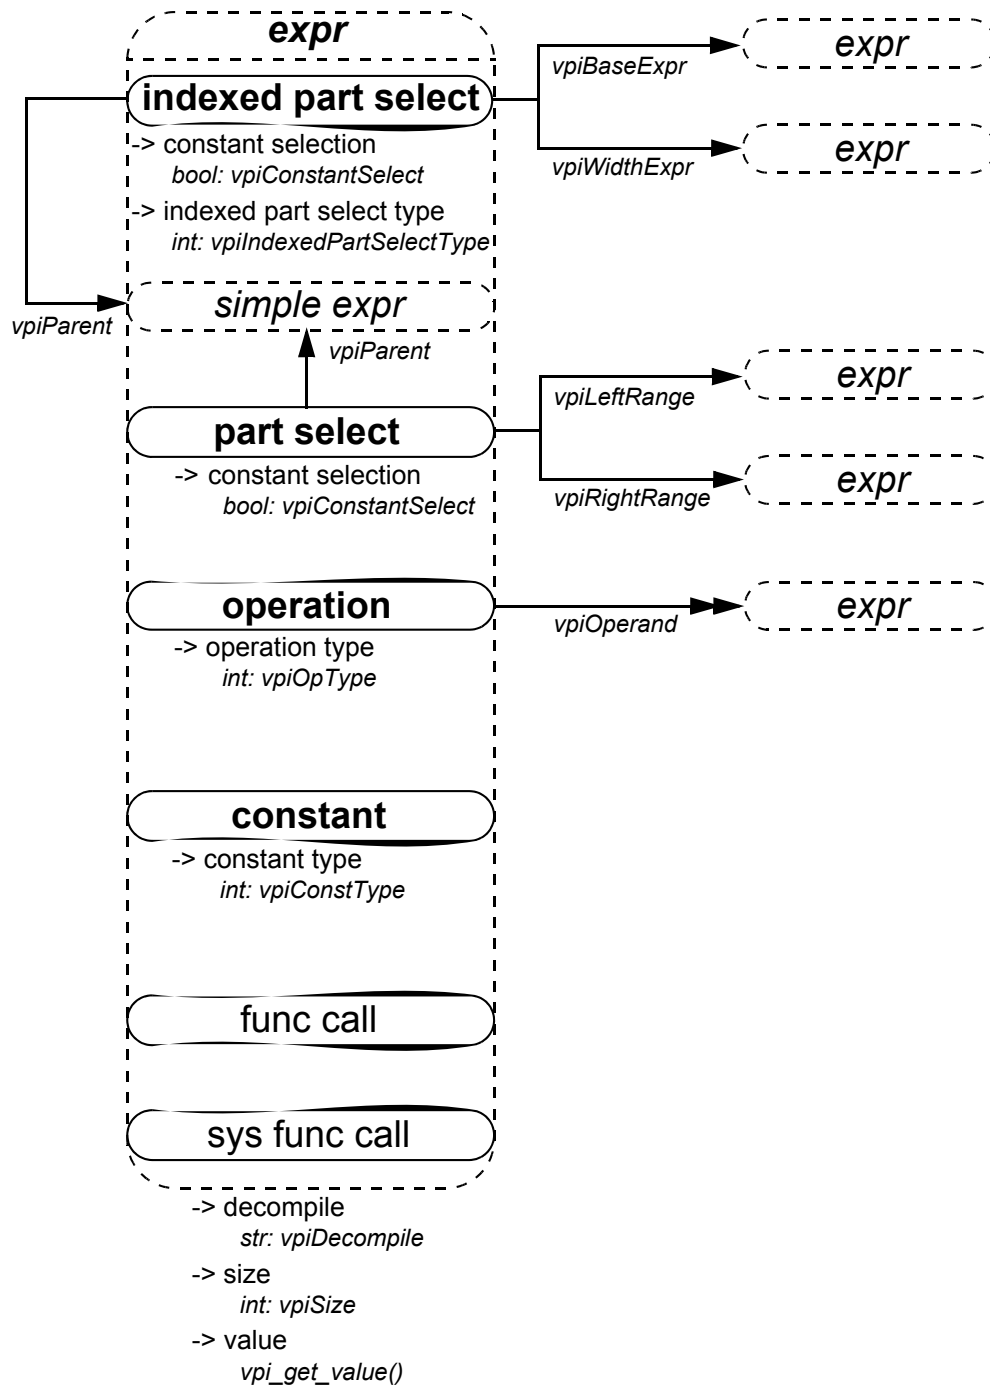 expr
indexed part select
-> constant selection
bool: vpiConstantSelect
-> indexed part select type
int: vpiIndexedPartSelectType
vpiBaseExpr
expr
vpiWidthExpr
expr
simple expr
vpiParent
vpiParent
part select
-> constant selection
bool: vpiConstantSelect
vpiLeftRange
expr
vpiRightRange
expr
operation
-> operation type
int: vpiOpType
vpiOperand
expr
constant
-> constant type
int: vpiConstType
func call
sys func call
-> decompile
str: vpiDecompile
-> size
int: vpiSize
-> value
vpi_get_value()